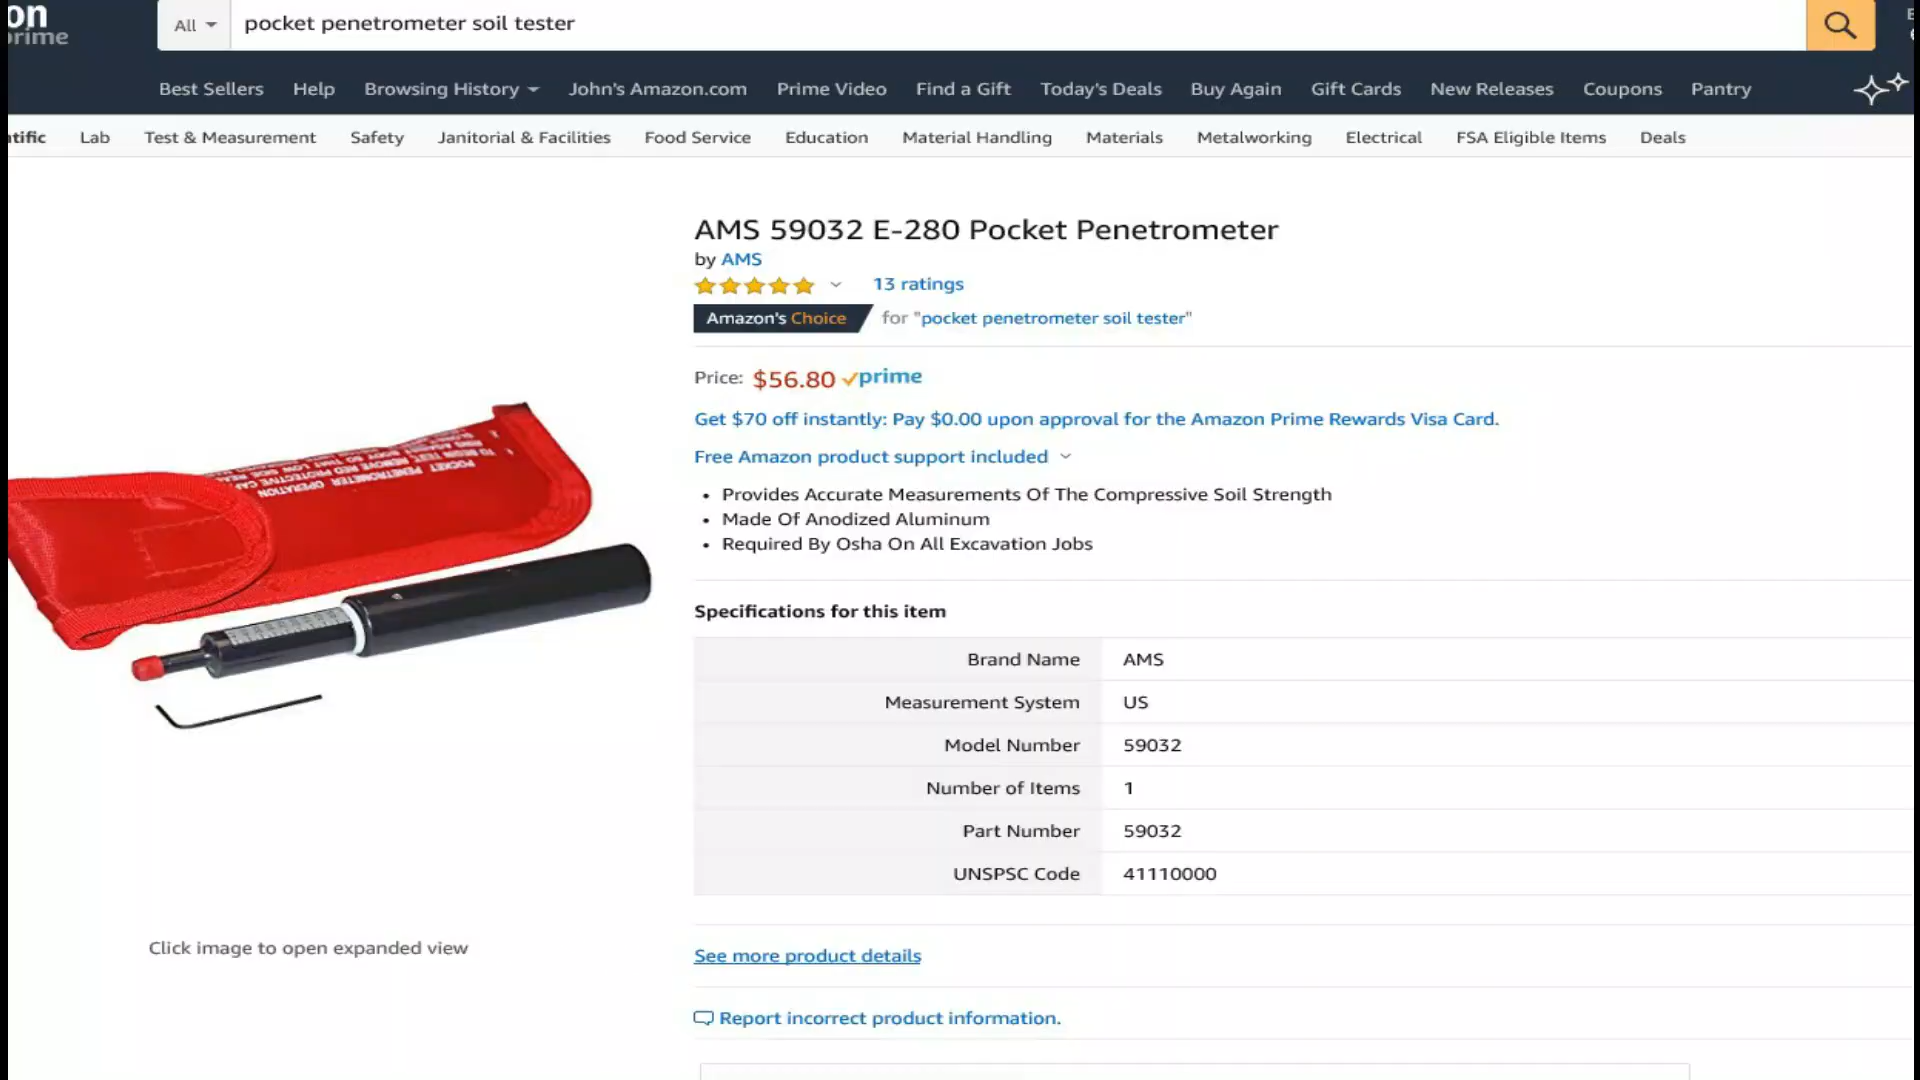 on
prime
All
pocket penetrometer soil tester
Best Sellers Help Browsing History John's Amazon.com Prime Video Find a Gift Today's Deals Buy Again Gift Cards New Releases Coupons Pantry
tific Lab Test & Measurement Safety Janitorial & Facilities Food Service Education Material Handling Materials Metalworking Electrical FSA Eligible Items Deals
AMS 59032 E-280 Pocket Penetrometer
by AMS
13 ratings
Amazon's Choice for "pocket penetrometer soil tester"
Price: $56.80 prime
Get $70 off instantly: Pay $0.00 upon approval for the Amazon Prime Rewards Visa Card.
Free Amazon product support included
• Provides Accurate Measurements Of The Compressive Soil Strength
• Made Of Anodized Aluminum
• Required By Osha On All Excavation Jobs
POCKET PENETROMETER OPERATION
Specifications for this item
Brand Name AMS
Measurement System US
Model Number 59032
Number of Items 1
Part Number 59032
UNSPSC Code 41110000
Click image to open expanded view
See more product details
Report incorrect product information.